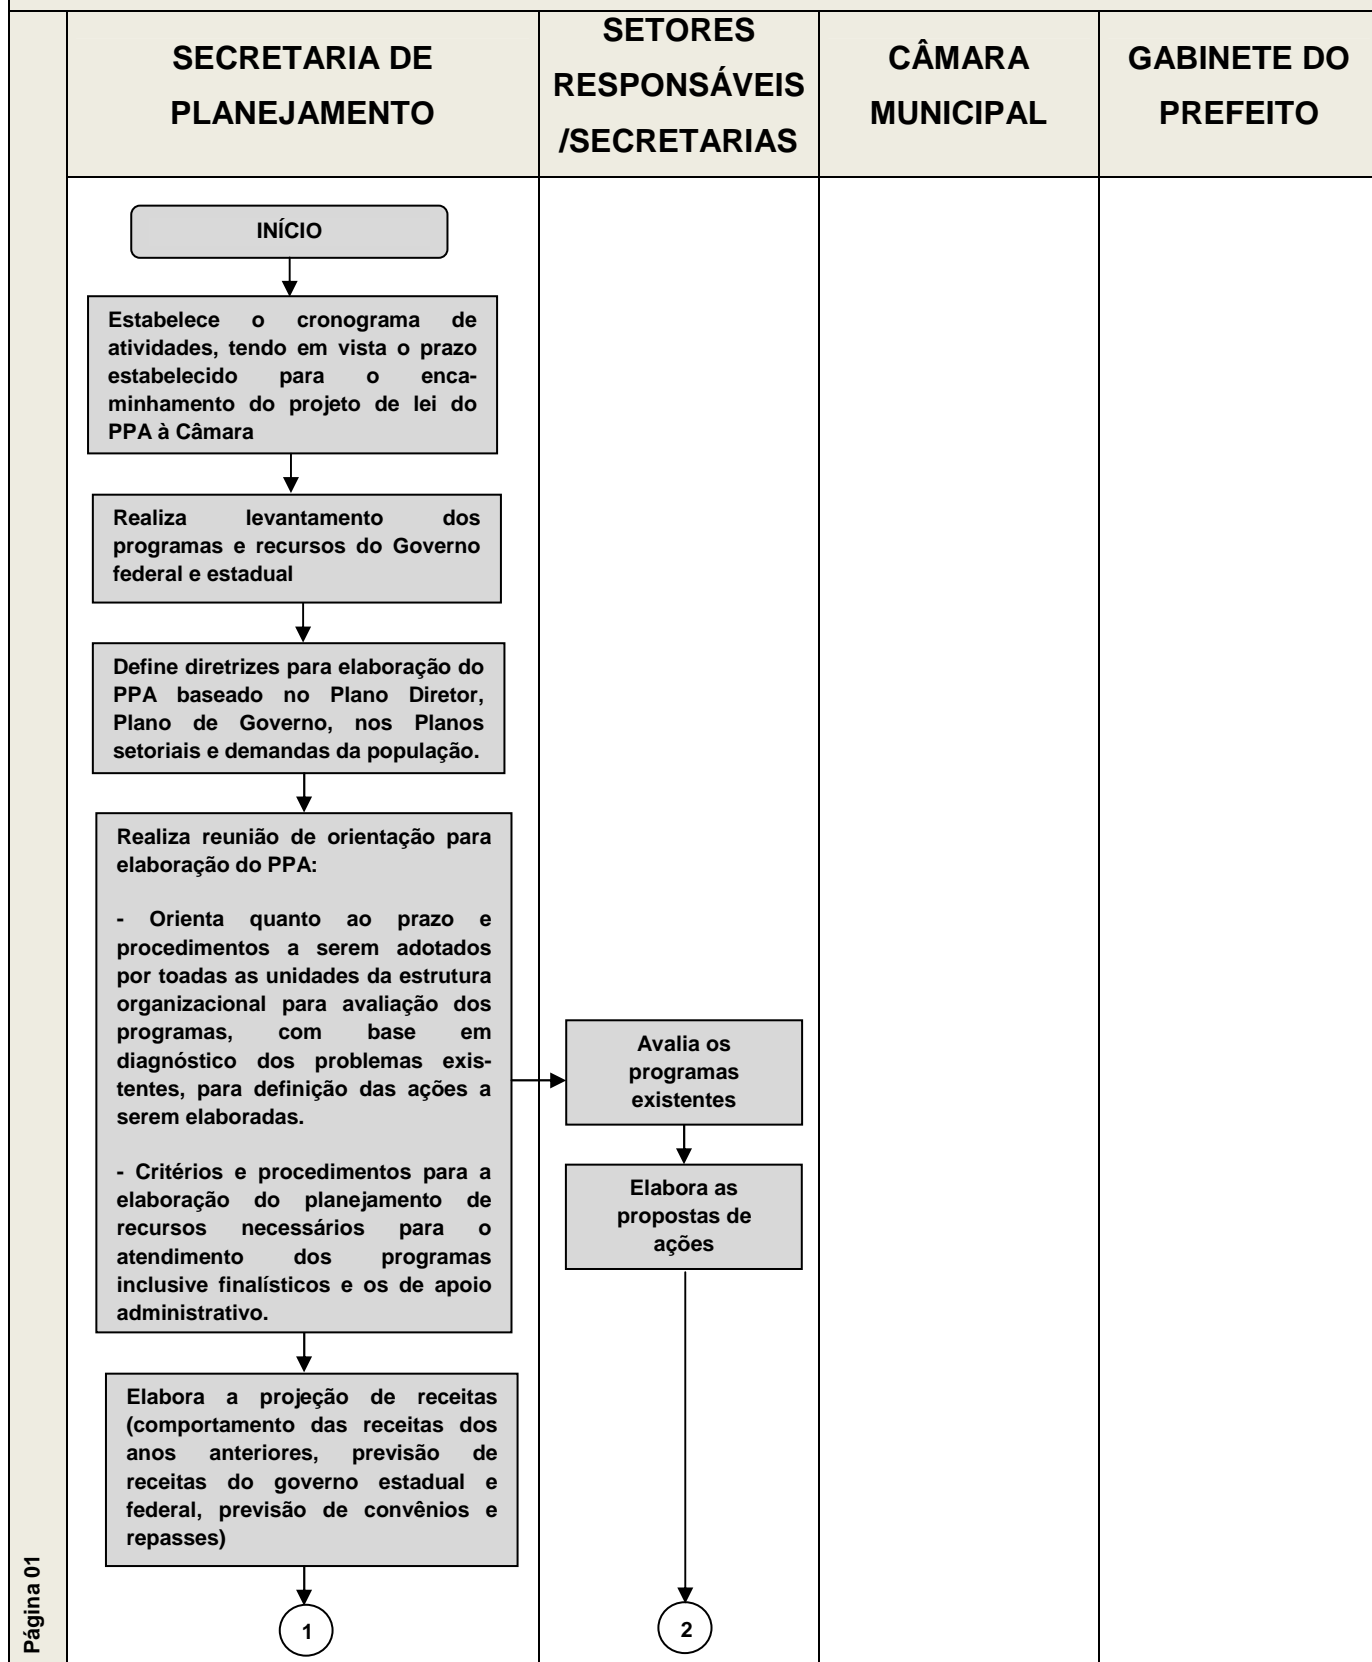 SECRETARIA DE
PLANEJAMENTO
SETORES
RESPONSÁVEIS
/SECRETARIAS
CÂMARA
MUNICIPAL
GABINETE DO
PREFEITO
INÍCIO
Estabelece o cronograma de
atividades, tendo em vista o prazo
estabelecido para o enca-
minhamento do projeto de lei do
PPA à Câmara
Realiza levantamento dos
programas e recursos do Governo
federal e estadual
Define diretrizes para elaboração do
PPA baseado no Plano Diretor,
Plano de Governo, nos Planos
setoriais e demandas da população.
Realiza reunião de orientação para
elaboração do PPA:
- Orienta quanto ao prazo e
procedimentos a serem adotados
por toadas as unidades da estrutura
organizacional para avaliação dos
programas, com base em
diagnóstico dos problemas exis-
tentes, para definição das ações a
serem elaboradas.
- Critérios e procedimentos para a
elaboração do planejamento de
recursos necessários para o
atendimento dos programas
inclusive finalísticos e os de apoio
administrativo.
Avalia os
programas
existentes
Elabora as
propostas de
ações
Elabora a projeção de receitas
(comportamento das receitas dos
anos anteriores, previsão de
receitas do governo estadual e
federal, previsão de convênios e
repasses)
1
2
Página 01